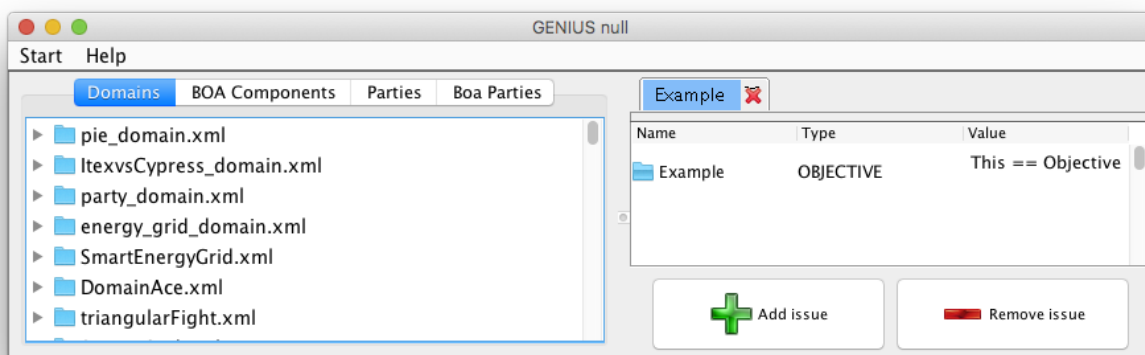 GENIUS null
Start Help
Domains BOA Components Parties Boa Parties
pie_domain.xml
ItexvsCypress_domain.xml
party_domain.xml
energy_grid_domain.xml
SmartEnergyGrid.xml
DomainAce.xml
triangularFight.xml
Example
Name Type Value
Example OBJECTIVE This == Objective
Add issue Remove issue